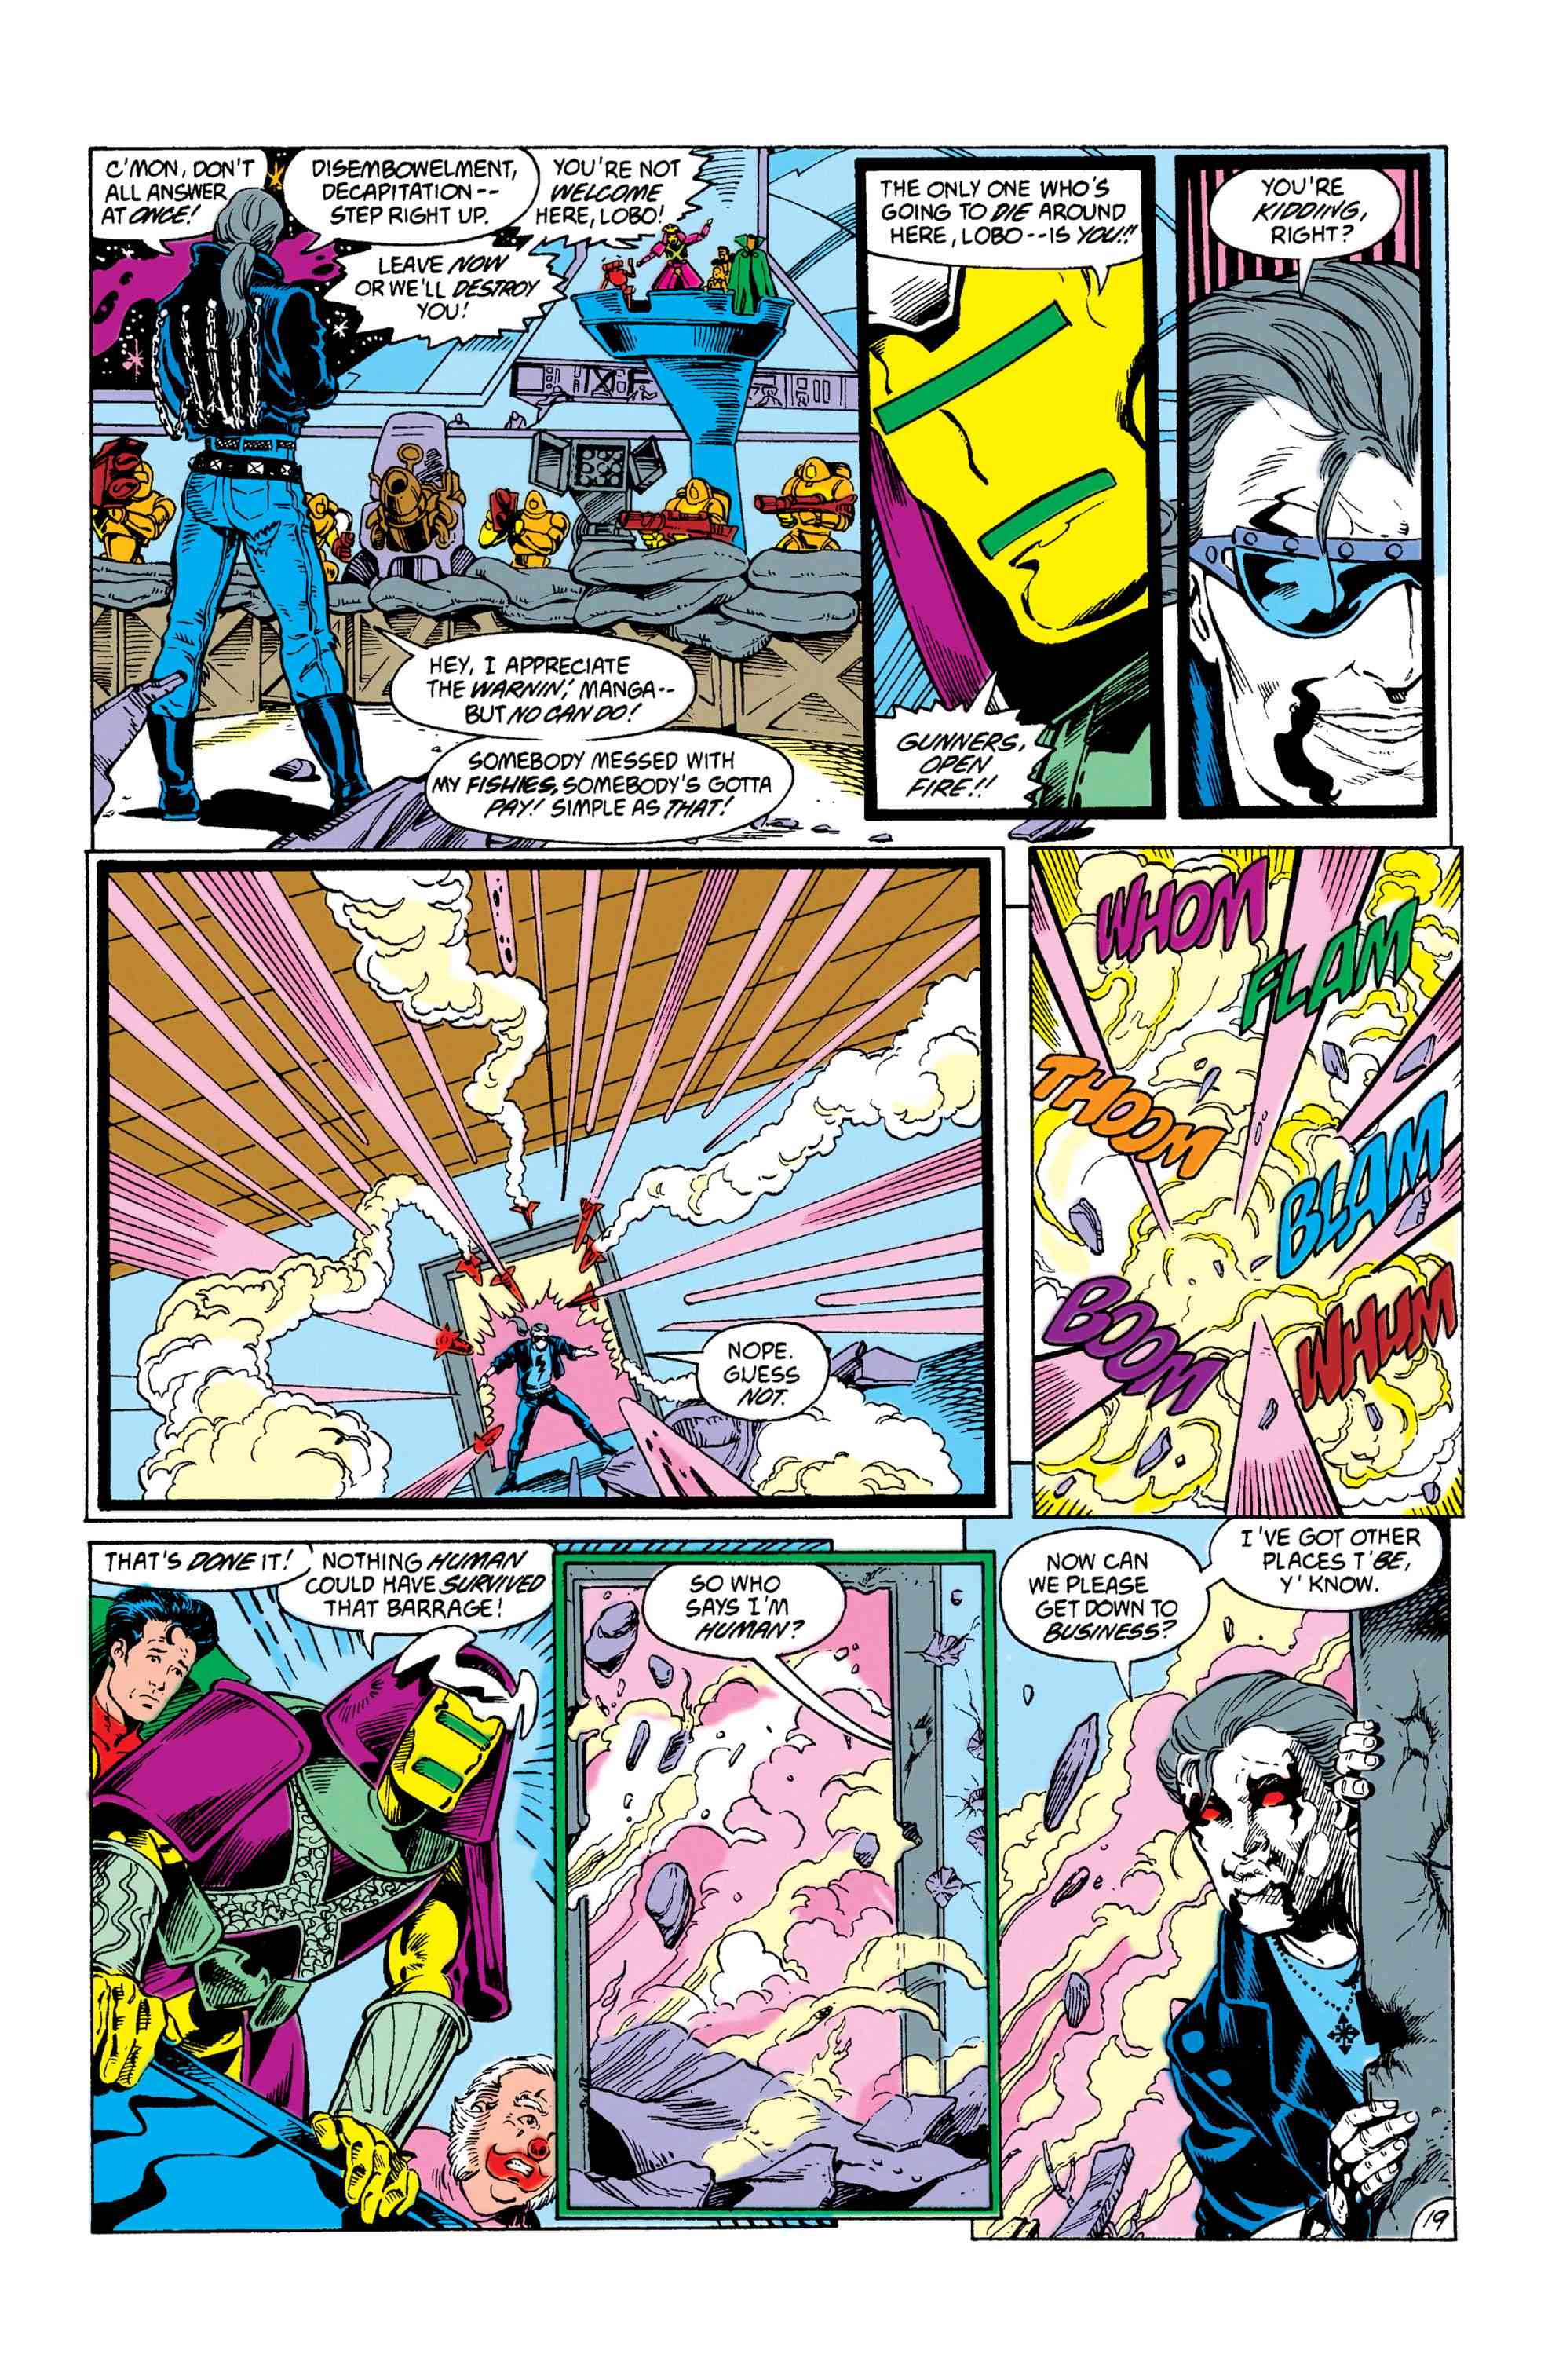 C'MON, DON'T
ALL ANSWER
AT ONCE!
DISEMBOWELMENT,
DECAPITATION--
STEP RIGHT UP.
YOU'RE NOT
WELCOME
HERE, LOBO!
LEAVE NOW
OR WE'LL DESTROY
YOU!
HEY, I APPRECIATE
THE WARNIN', MANGA--
BUT NO CAN DO!
SOMEBODY MESSED WITH
MY FISHIES, SOMEBODY'S GOTTA
PAY! SIMPLE AS THAT!
THE ONLY ONE WHO'S
GOING TO DIE AROUND
HERE, LOBO--IS YOU!!
GUNNERS,
OPEN
FIRE!!
YOU'RE
KIDDING,
RIGHT?
NOPE.
GUESS
NOT.
WHOM
FLAM
THOOM
BLAM
BOOM
WHUM
THAT'S DONE IT!
NOTHING HUMAN
COULD HAVE SURVIVED
THAT BARRAGE!
SO WHO
SAYS I'M
HUMAN?
NOW CAN
WE PLEASE
GET DOWN TO
BUSINESS?
I'VE GOT OTHER
PLACES T'BE,
Y'KNOW.
19